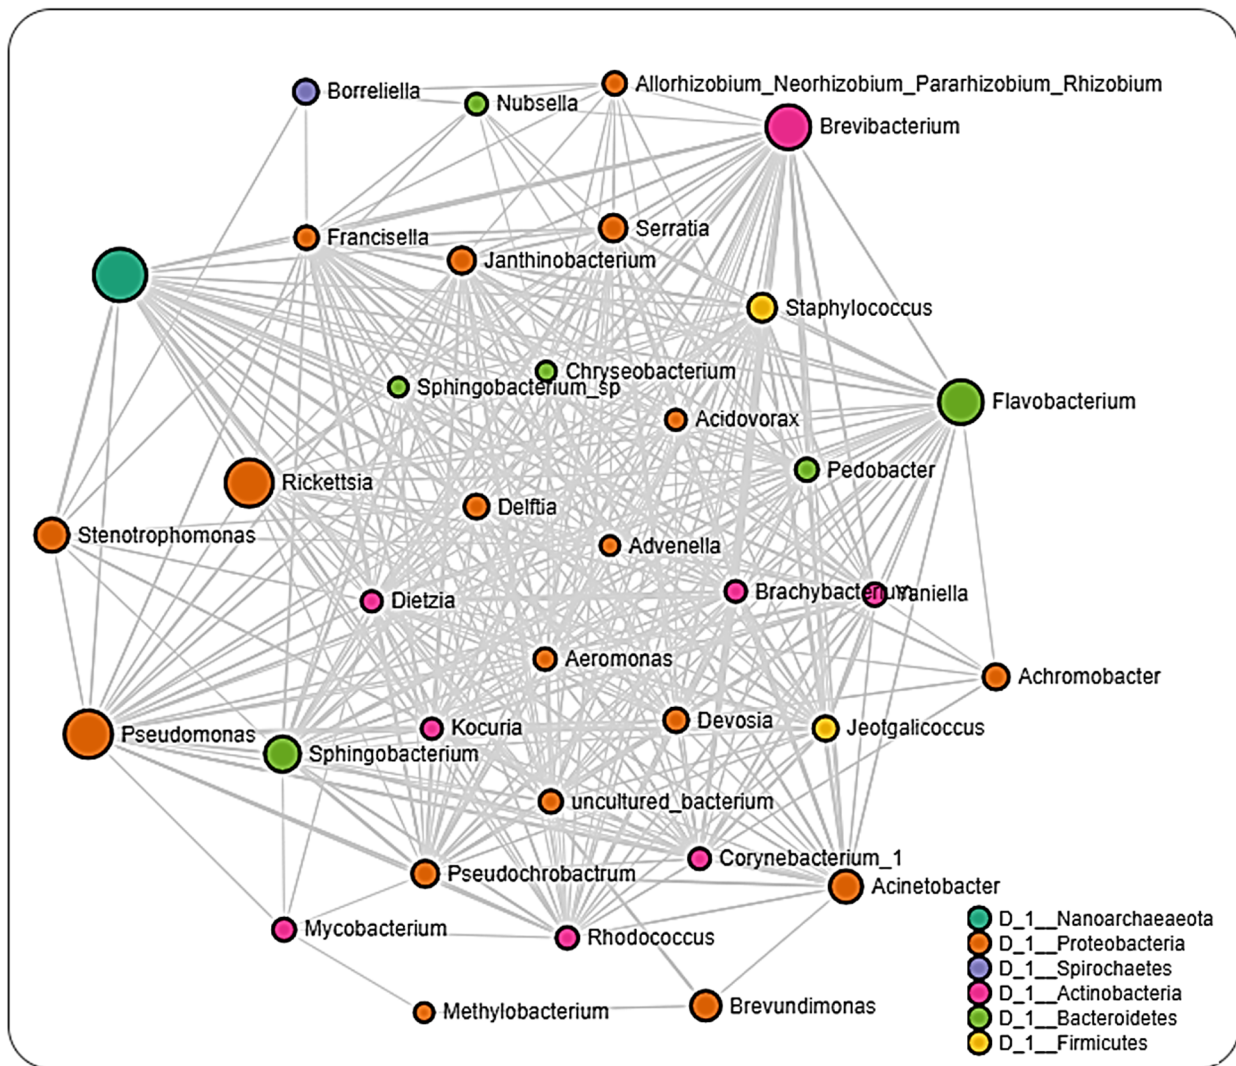 Allorhizobium_Neorhizobium_Pararhizobium_Rhizobium
Borreliella
Nubsella
Brevibacterium
Serratia
Francisella
Janthinobacterium
Staphylococcus
Chryseobacterium
Sphingobacterium_sp
Flavobacterium
Acidovorax
Pedobacter
Rickettsia
Delftia
Stenotrophomonas
Advenella
Brachybacterium
Yaniella
Dietzia
Aeromonas
Achromobacter
Devosia
Kocuria
Jeotgalicoccus
Pseudomonas
Sphingobacterium
uncultured_bacterium
Corynebacterium_1
Pseudochrobactrum
Acinetobacter
Mycobacterium
Rhodococcus
Brevundimonas
Methylobacterium
D_1__Nanoarchaeaeota
D_1__Proteobacteria
D_1__Spirochaetes
D_1__Actinobacteria
D_1__Bacteroidetes
D_1__Firmicutes